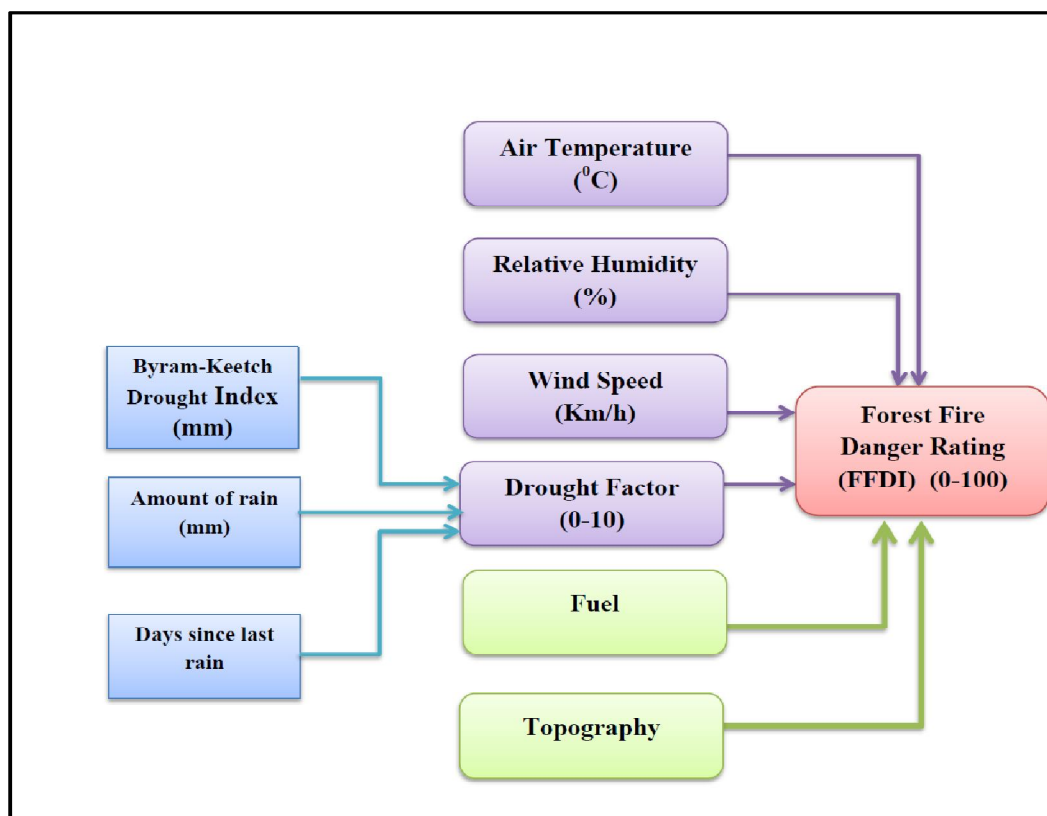 Air Temperature
(⁰C)
Relative Humidity
(%)
Wind Speed
(Km/h)
Byram-Keetch
Drought Index
(mm)
Forest Fire
Danger Rating
(FFDI) (0-100)
Amount of rain
(mm)
Drought Factor
(0-10)
Fuel
Days since last
rain
Topography